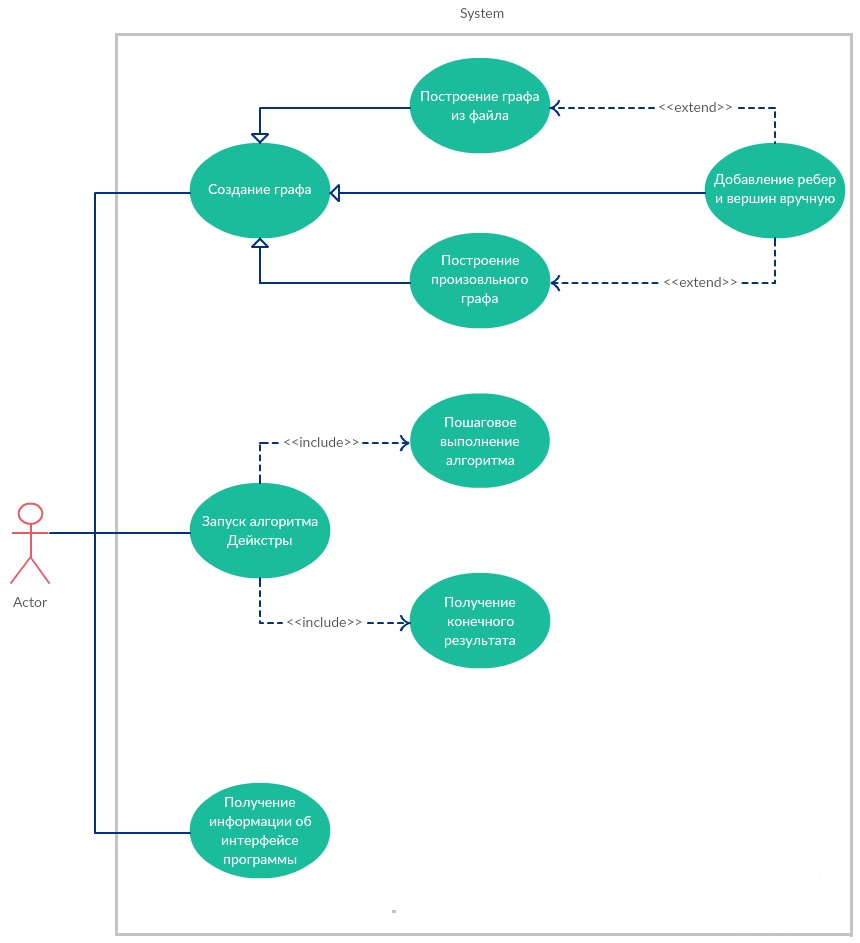 System
Построение графа
из файла
<<extend>>
Создание графа
Добавление ребер
и вершин вручную
Построение
произовльного
графа
<<extend>>
Пошаговое
выполнение
алгоритма
<<include>>
Запуск алгоритма
Дейкстры
Actor
<<include>>
Получение
конечного
результата
Получение
информации об
интерфейсе
программы